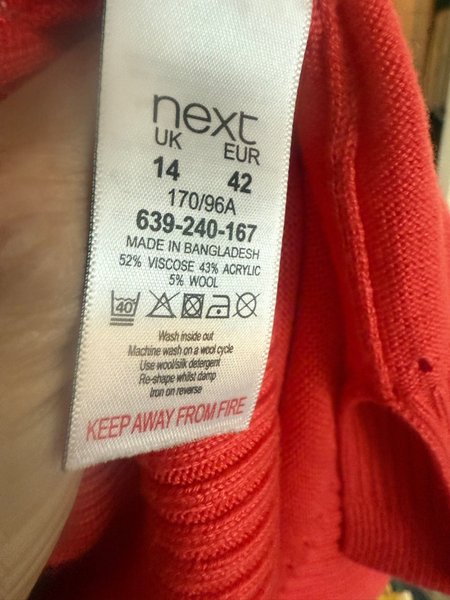 next
UK EUR
14 42
170/96A
639-240-167
MADE IN BANGLADESH
52% VISCOSE 43% ACRYLIC
5% WOOL
40
Wash inside out
Machine wash on a wool cycle
Use wool/silk detergent
Re-shape whilst damp
Iron on reverse
KEEP AWAY FROM FIRE